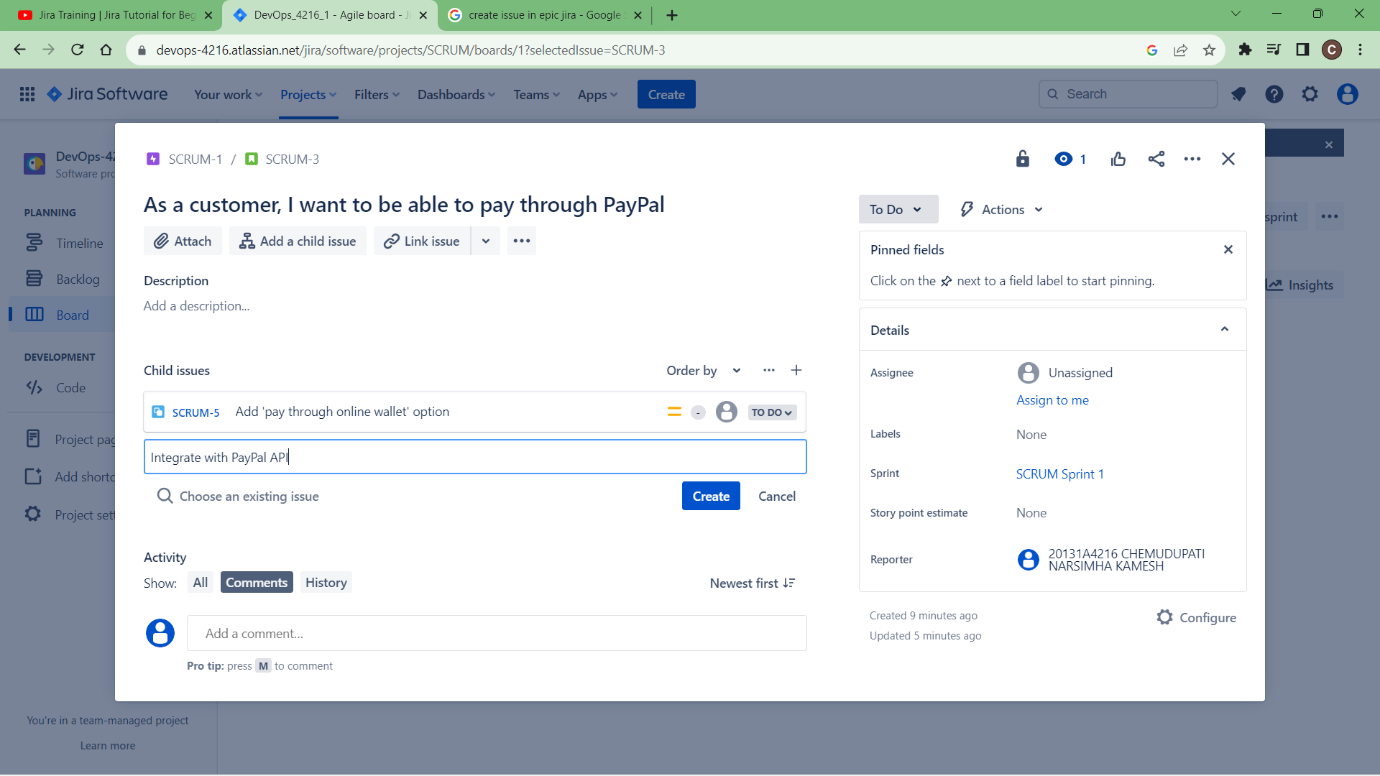 Jira Training | Jira Tutorial for Beg
DevOps_4216_1 - Agile board - Ji
create issue in epic jira - Google
devops-4216.atlassian.net/jira/software/projects/SCRUM/boards/1?selectedIssue=SCRUM-3
C
Jira Software
Your work
Projects
Filters
Dashboards
Teams
Apps
Create
Search
DevOps-42
Software pro
PLANNING
Timeline
Backlog
Board
DEVELOPMENT
Code
Project pag
Add shortc
Project sett
You're in a team-managed project
Learn more
sprint
Insights
SCRUM-1 / SCRUM-3
1
As a customer, I want to be able to pay through PayPal
Attach
Add a child issue
Link issue
Description
Add a description...
Child issues
Order by
SCRUM-5 Add 'pay through online wallet' option - TO DO
Integrate with PayPal API
Choose an existing issue
Create
Cancel
Activity
Show: All Comments History
Newest first
Add a comment...
Pro tip: press M to comment
To Do
Actions
Pinned fields
Click on the next to a field label to start pinning.
Details
Assignee
Unassigned
Assign to me
Labels
None
Sprint
SCRUM Sprint 1
Story point estimate
None
Reporter
20131A4216 CHEMUDUPATI
NARSIMHA KAMESH
Created 9 minutes ago
Updated 5 minutes ago
Configure